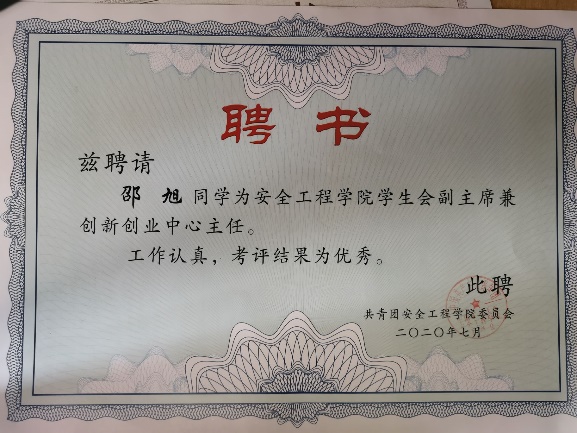 聘书
兹聘请
邵旭同学为安全工程学院学生会副主席兼
创新创业中心主任。
工作认真，考评结果为优秀。
此聘
共青团安全工程学院委员会
二〇二〇年七月